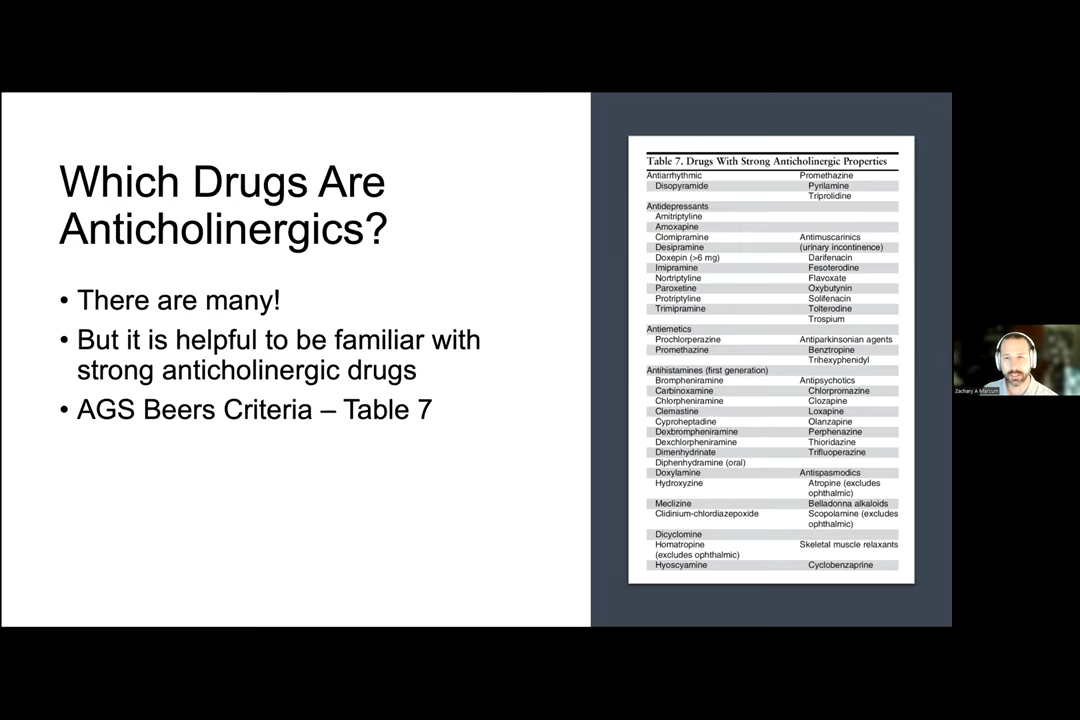 Which Drugs Are
Anticholinergics?
• There are many!
• But it is helpful to be familiar with
strong anticholinergic drugs
• AGS Beers Criteria – Table 7
Table 7. Drugs With Strong Anticholinergic Properties
Antiarrhythmic Promethazine
Disopyramide Pyrilamine
Triprolidine
Antidepressants
Amitriptyline
Amoxapine
Clomipramine Antimuscarinics
Desipramine (urinary incontinence)
Doxepin (>6 mg) Darifenacin
Imipramine Fesoterodine
Nortriptyline Flavoxate
Paroxetine Oxybutynin
Protriptyline Solifenacin
Trimipramine Tolterodine
Trospium
Antiemetics
Prochlorperazine Antiparkinsonian agents
Promethazine Benztropine
Trihexyphenidyl
Antihistamines (first generation)
Brompheniramine Antipsychotics
Carbinoxamine Chlorpromazine
Chlorpheniramine Clozapine
Clemastine Loxapine
Cyproheptadine Olanzapine
Dexbrompheniramine Perphenazine
Dexchlorpheniramine Thioridazine
Dimenhydrinate Trifluoperazine
Diphenhydramine (oral)
Doxylamine Antispasmodics
Hydroxyzine Atropine (excludes
ophthalmic)
Meclizine Belladonna alkaloids
Clidinium-chlordiazepoxide Scopolamine (excludes
ophthalmic)
Dicyclomine
Homatropine Skeletal muscle relaxants
(excludes ophthalmic)
Hyoscyamine Cyclobenzaprine
Zachary A Marcum